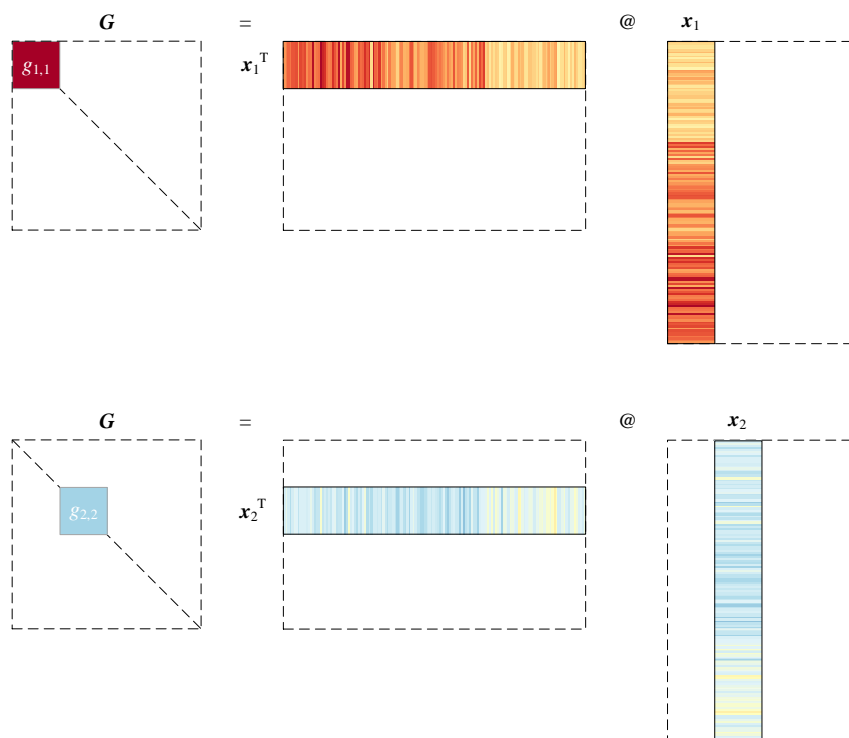 G = @ x₁
g₁,₁ x₁ᵀ
G = @ x₂
g₂,₂ x₂ᵀ